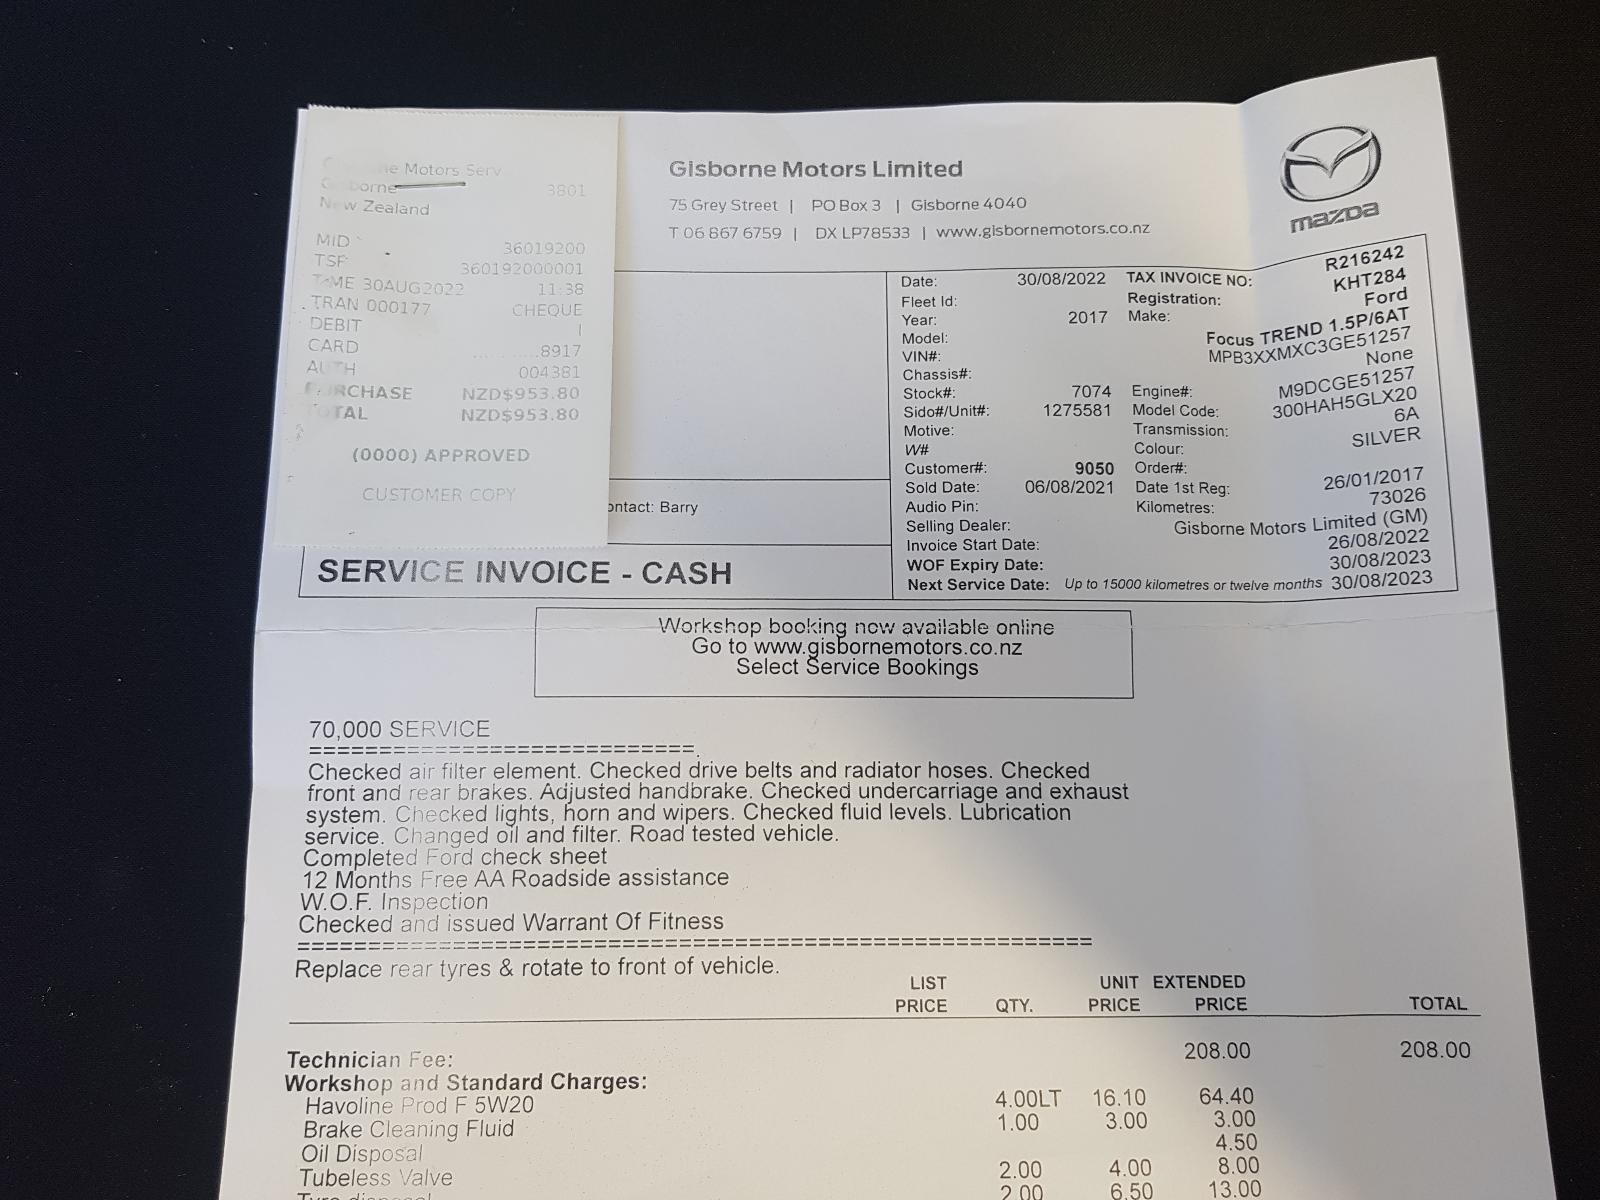 ne Motors Serv
Gisborne 3801
New Zealand
MID 36019200
TSF 360192000001
TIME 30AUG2022 11:38
TRAN 000177 CHEQUE
DEBIT I
CARD ..........8917
AUTH 004381
PURCHASE NZD$953.80
TOTAL NZD$953.80
(0000) APPROVED
CUSTOMER COPY
Gisborne Motors Limited
75 Grey Street | PO Box 3 | Gisborne 4040
T 06 867 6759 | DX LP78533 | www.gisbornemotors.co.nz
mazda
Date: 30/08/2022 TAX INVOICE NO: R216242
Fleet Id: Registration: KHT284
Year: 2017 Make: Ford
Model: Focus TREND 1.5P/6AT
VIN#: MPB3XXMXC3GE51257
Chassis#: None
Stock#: 7074 Engine#: M9DCGE51257
Sido#/Unit#: 1275581 Model Code: 300HAH5GLX20
Motive: Transmission: 6A
W# Colour: SILVER
Customer#: 9050 Order#:
Sold Date: 06/08/2021 Date 1st Reg: 26/01/2017
Audio Pin: Kilometres: 73026
Selling Dealer: Gisborne Motors Limited (GM)
Invoice Start Date: 26/08/2022
WOF Expiry Date: 30/08/2023
Next Service Date: Up to 15000 kilometres or twelve months 30/08/2023
ontact: Barry
SERVICE INVOICE - CASH
Workshop booking now available online
Go to www.gisbornemotors.co.nz
Select Service Bookings
70,000 SERVICE
=============================.
Checked air filter element. Checked drive belts and radiator hoses. Checked
front and rear brakes. Adjusted handbrake. Checked undercarriage and exhaust
system. Checked lights, horn and wipers. Checked fluid levels. Lubrication
service. Changed oil and filter. Road tested vehicle.
Completed Ford check sheet
12 Months Free AA Roadside assistance
W.O.F. Inspection
Checked and issued Warrant Of Fitness
============================================================
Replace rear tyres & rotate to front of vehicle.
LIST PRICE QTY. UNIT PRICE EXTENDED PRICE TOTAL
Technician Fee: 208.00 208.00
Workshop and Standard Charges:
Havoline Prod F 5W20 4.00LT 16.10 64.40
Brake Cleaning Fluid 1.00 3.00 3.00
Oil Disposal 4.50
Tubeless Valve 2.00 4.00 8.00
Tyre disposal 2.00 6.50 13.00